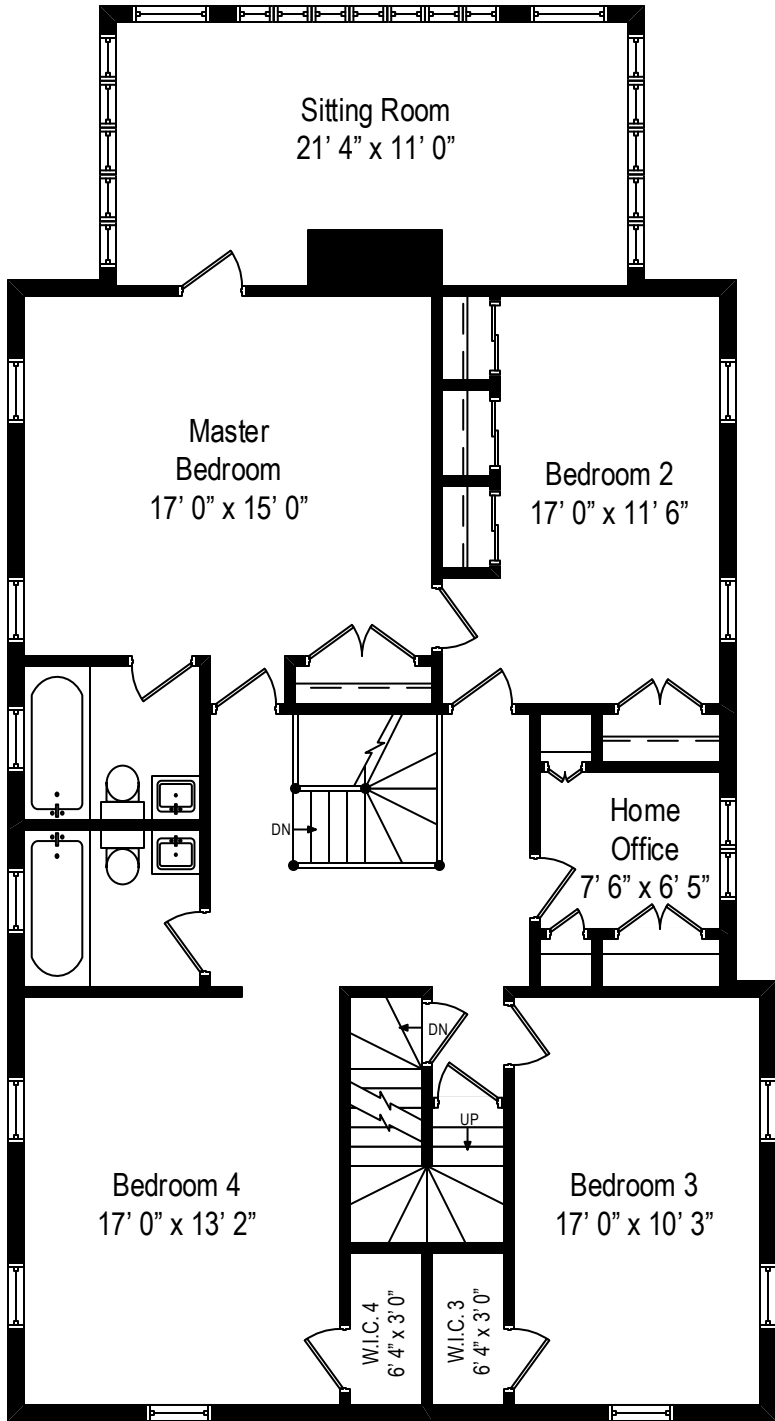 Sitting Room
21’ 4” x 11’ 0”
Master
Bedroom
17’ 0” x 15’ 0”
Bedroom 2
17’ 0” x 11’ 6”
Home
Office
7’ 6” x 6’ 5”
DN
DN
UP
Bedroom 4
17’ 0” x 13’ 2”
Bedroom 3
17’ 0” x 10’ 3”
W.I.C. 4
6’ 4” x 3’ 0”
W.I.C. 3
6’ 4” x 3’ 0”